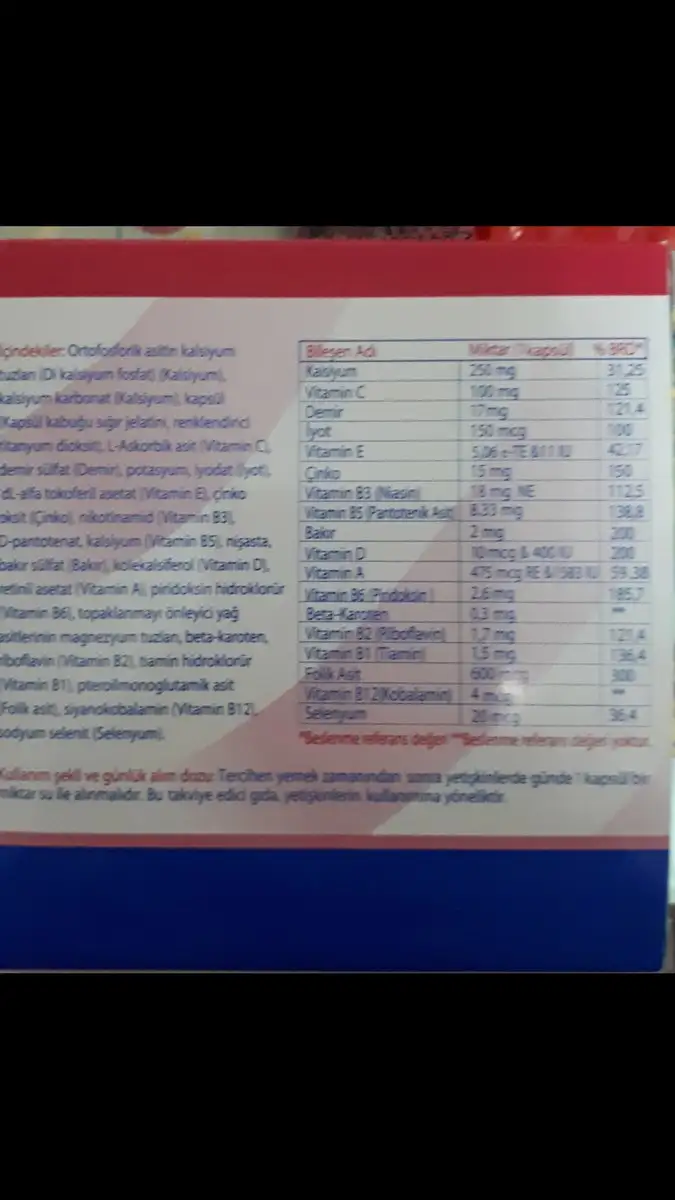 İçindekiler: Ortofosforik asitin kalsiyum
tuzları (Di kalsiyum fosfat) (Kalsiyum),
kalsiyum karbonat (Kalsiyum), kapsül
(Kapsül kabuğu sığır jelatini, renklendirici
titanyum dioksit), L-Askorbik asit (Vitamin C),
demir sülfat (Demir), potasyum, iyodat (İyot),
dL-alfa tokoferil asetat (Vitamin E), çinko
oksit (Çinko), nikotinamid (Vitamin B3),
D-pantotenat, kalsiyum (Vitamin B5), nişasta,
bakır sülfat (Bakır), kolekalsiferol (Vitamin D),
retinil asetat (Vitamin A), piridoksin hidroklorür
(Vitamin B6), topaklanmayı önleyici yağ
asitlerinin magnezyum tuzları, beta-karoten,
riboflavin (Vitamin B2), tiamin hidroklorür
(Vitamin B1), pteroilmonoglutamik asit
(Folik asit), siyanokobalamin (Vitamin B12),
sodyum selenit (Selenyum).
Bileşen Adı Miktar (1 kapsül) % BRD*
Kalsiyum 250 mg 31,25
Vitamin C 100 mg 125
Demir 17 mg 121,4
İyot 150 mcg 100
Vitamin E 5,06 α-TE & 11 IU 42,17
Çinko 15 mg 150
Vitamin B3 (Niasin) 18 mg NE 112,5
Vitamin B5 (Pantotenik Asit) 8,33 mg 138,8
Bakır 2 mg 200
Vitamin D 10 mcg & 400 IU 200
Vitamin A 475 mcg RE & 1583 IU 59,38
Vitamin B6 (Piridoksin ) 2,6 mg 185,7
Beta-Karoten 0,3 mg **
Vitamin B2 (Riboflavin) 1,7 mg 121,4
Vitamin B1 (Tiamin) 1,5 mg 136,4
Folik Asit 600 300
Vitamin B12(Kobalamin) 4 mcg **
Selenyum 20 mcg 36,4
*Beslenme referans değeri **Beslenme referans değeri yoktur.
Kullanım şekli ve günlük alım dozu: Tercihen yemek zamanından sonra yetişkinlerde günde 1 kapsül bir
miktar su ile alınmalıdır. Bu takviye edici gıda, yetişkinlerin kullanımına yöneliktir.